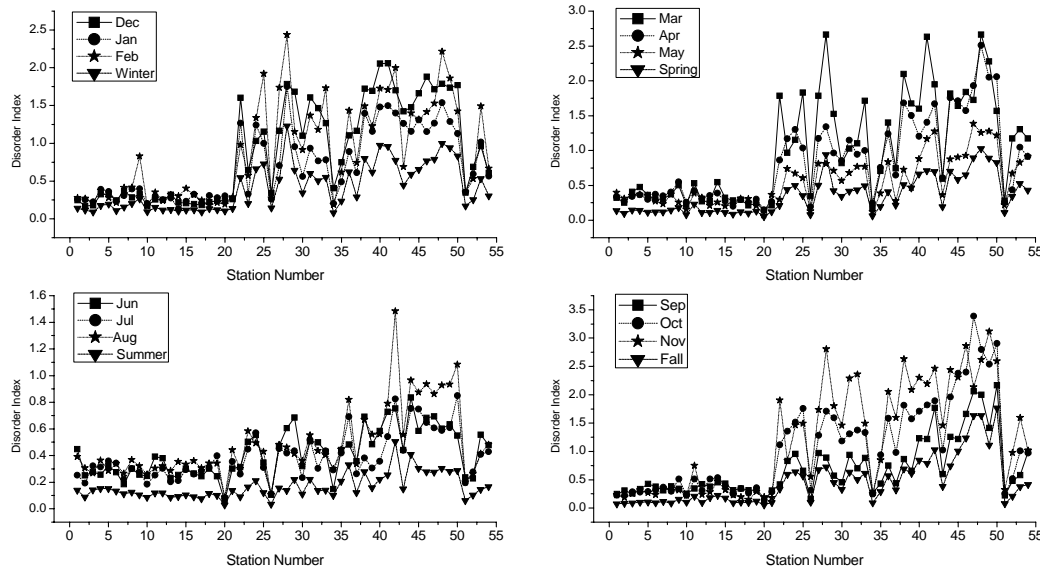 Disorder Index
2.5
2.0
1.5
1.0
0.5
0.0
Dec
Jan
Feb
Winter
0 5 10 15 20 25 30 35 40 45 50 55
Station Number
Disorder Index
3.0
2.5
2.0
1.5
1.0
0.5
0.0
Mar
Apr
May
Spring
0 5 10 15 20 25 30 35 40 45 50 55
Station Number
Disorder Index
1.6
1.4
1.2
1.0
0.8
0.6
0.4
0.2
0.0
Jun
Jul
Aug
Summer
0 5 10 15 20 25 30 35 40 45 50 55
Station Number
Disorder Index
3.5
3.0
2.5
2.0
1.5
1.0
0.5
0.0
Sep
Oct
Nov
Fall
0 5 10 15 20 25 30 35 40 45 50 55
Station Number